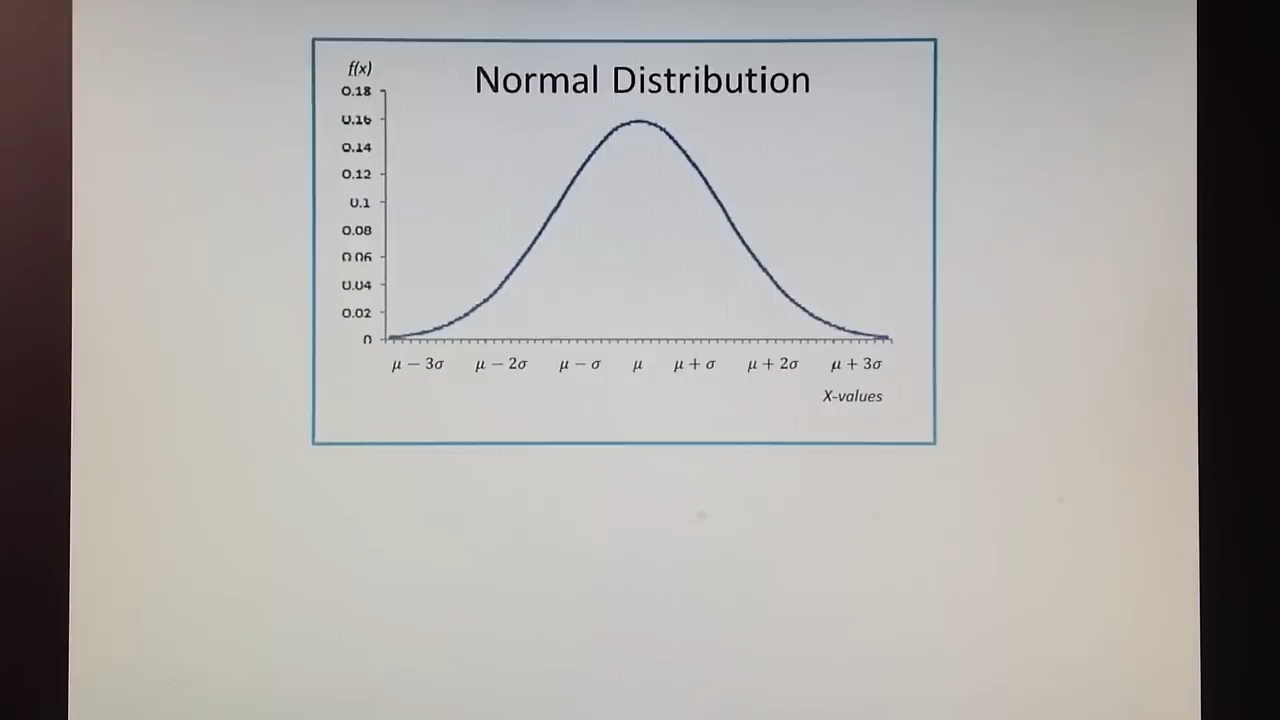 Normal Distribution
f(x)
0.18
0.16
0.14
0.12
0.1
0.08
0.06
0.04
0.02
0
μ − 3σ μ − 2σ μ − σ μ μ + σ μ + 2σ μ + 3σ
X-values